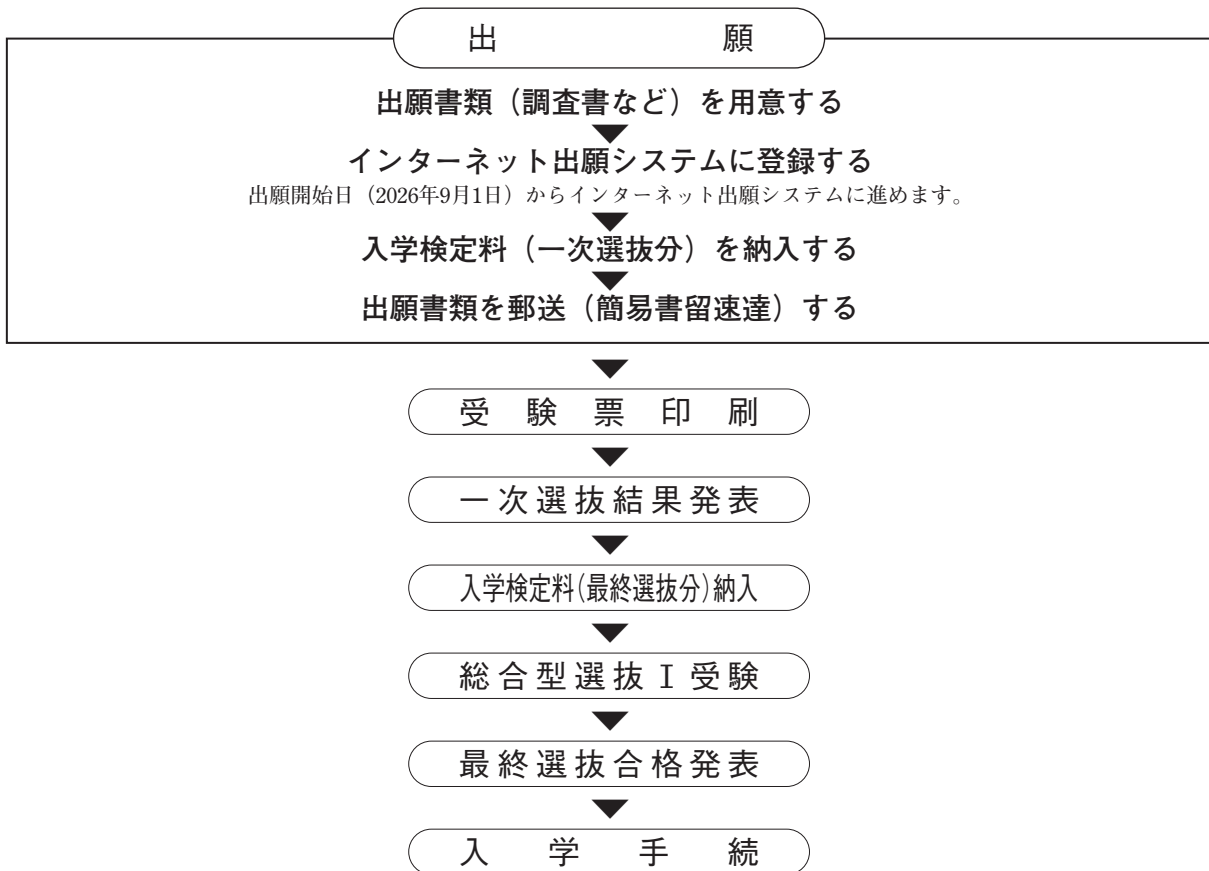 出願
出願書類（調査書など）を用意する
インターネット出願システムに登録する
出願開始日（2026年9月1日）からインターネット出願システムに進めます。
入学検定料（一次選抜分）を納入する
出願書類を郵送（簡易書留速達）する
受験票印刷
一次選抜結果発表
入学検定料（最終選抜分）納入
総合型選抜Ⅰ受験
最終選抜合格発表
入学手続